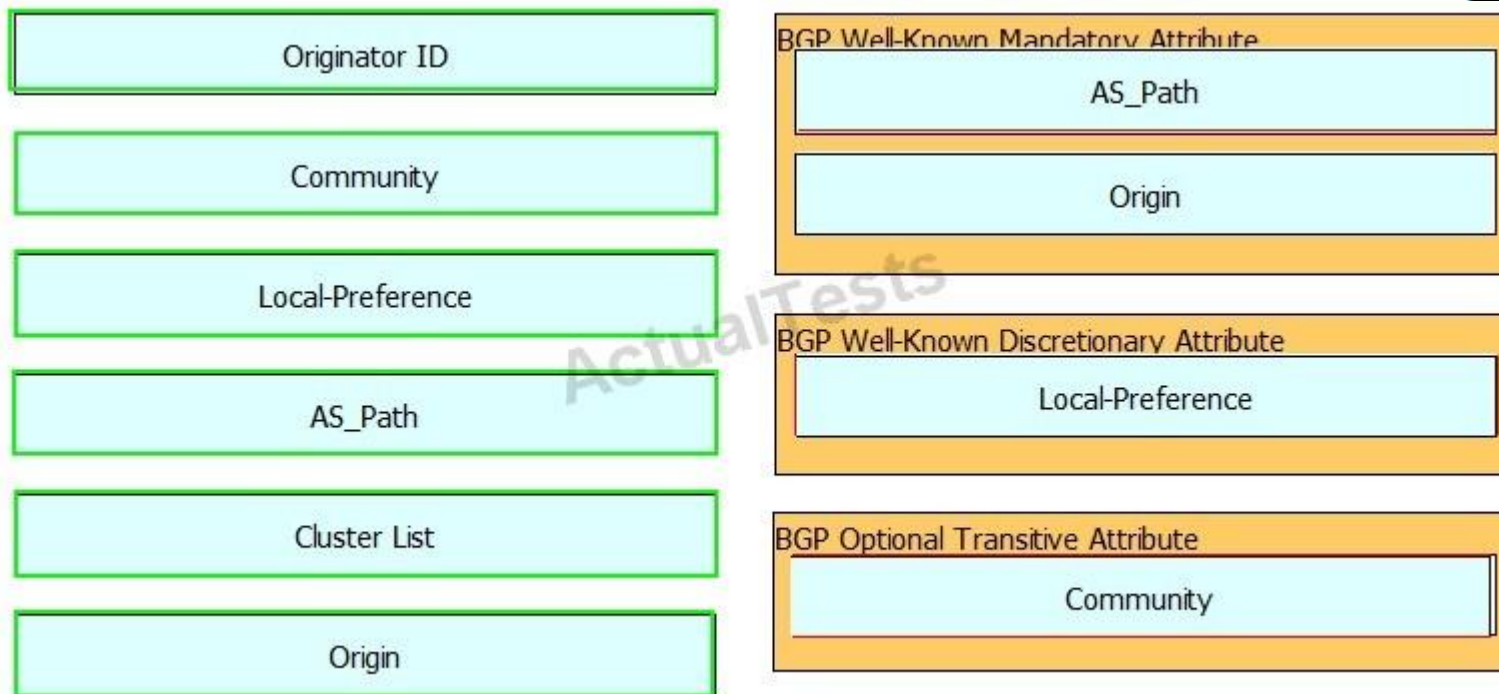 Originator ID
Community
Local-Preference
AS_Path
Cluster List
Origin
BGP Well-Known Mandatory Attribute
AS_Path
Origin
BGP Well-Known Discretionary Attribute
Local-Preference
BGP Optional Transitive Attribute
Community
ActualTests